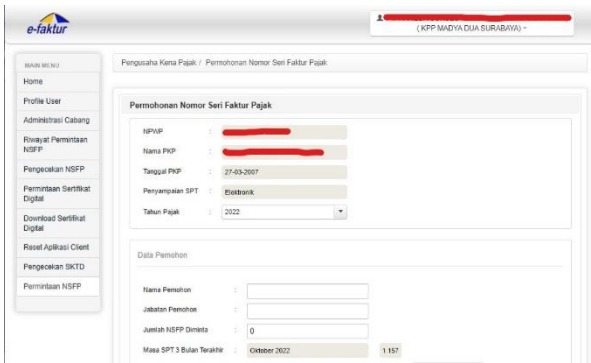 e-faktur
( KPP MADYA DUA SURABAYA)
MAIN MENU
Home
Profile User
Administrasi Cabang
Riwayat Permintaan
NSFP
Pengecekan NSFP
Permintaan Sertifikat
Digital
Download Sertifikat
Digital
Reset Aplikasi Client
Pengecekan SKTD
Permintaan NSFP
Pengusaha Kena Pajak / Permohonan Nomor Seri Faktur Pajak
Permohonan Nomor Seri Faktur Pajak
NPWP :
Nama PKP :
Tanggal PKP : 27-03-2007
Penyampaian SPT : Elektronik
Tahun Pajak : 2022
Data Pemohon
Nama Pemohon :
Jabatan Pemohon :
Jumlah NSFP Diminta : 0
Masa SPT 3 Bulan Terakhir : Oktober 2022 1.157